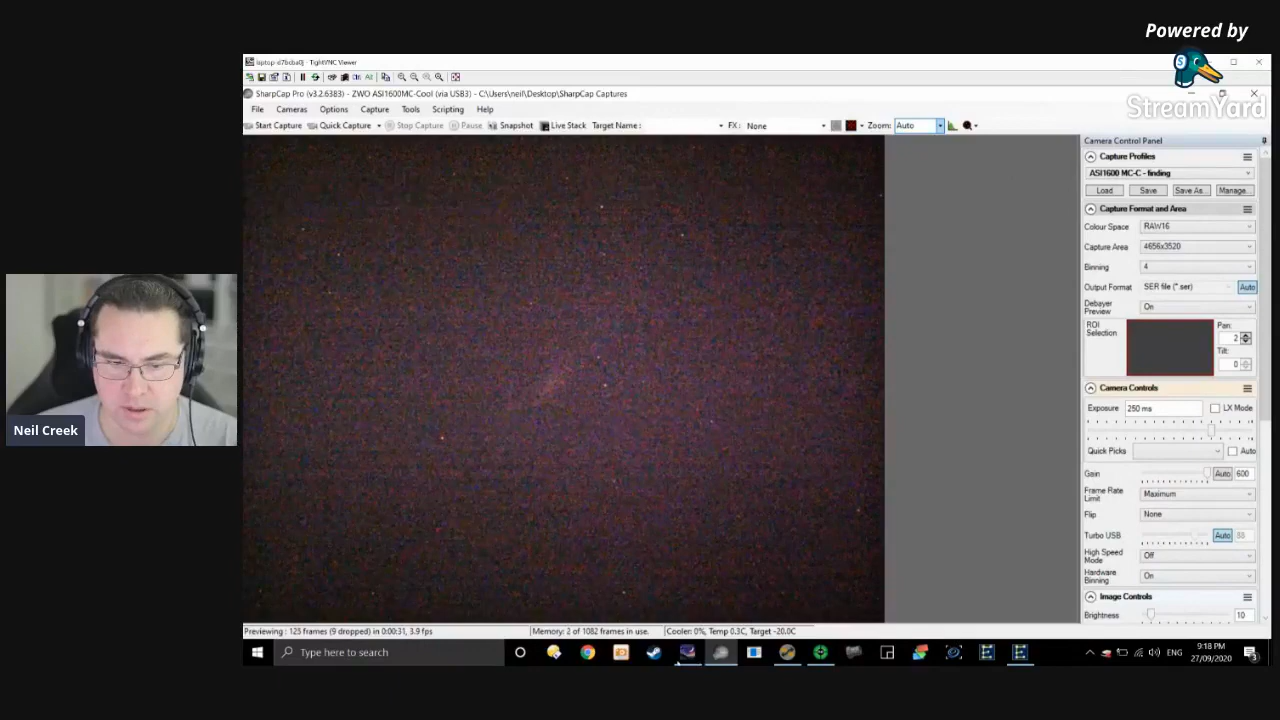 Powered by
StreamYard
laptop-d7bcba0j - TightVNC Viewer
SharpCap Pro (v3.2.6383) - ZWO ASI1600MC-Cool (via USB3) - C:\Users\neil\Desktop\SharpCap Captures
File Cameras Options Capture Tools Scripting Help
Start Capture Quick Capture Stop Capture Pause Snapshot Live Stack Target Name : FX: None Zoom: Auto
Camera Control Panel
Capture Profiles
ASI1600 MC-C - finding
Load Save Save As... Manage...
Capture Format and Area
Colour Space RAW16
Capture Area 4656x3520
Binning 4
Output Format SER file (*.ser) Auto
Debayer Preview On
ROI Selection Pan: 2
Tilt: 0
Camera Controls
Exposure 250 ms LX Mode
Quick Picks Auto
Gain Auto 600
Frame Rate Limit Maximum
Flip None
Turbo USB Auto 88
High Speed Mode Off
Hardware Binning On
Image Controls
Brightness 10
Neil Creek
Previewing : 125 frames (9 dropped) in 0:00:31, 3.9 fps Memory: 2 of 1082 frames in use. Cooler: 0%, Temp 0.3C, Target -20.0C
Type here to search
ENG
9:18 PM
27/09/2020
3